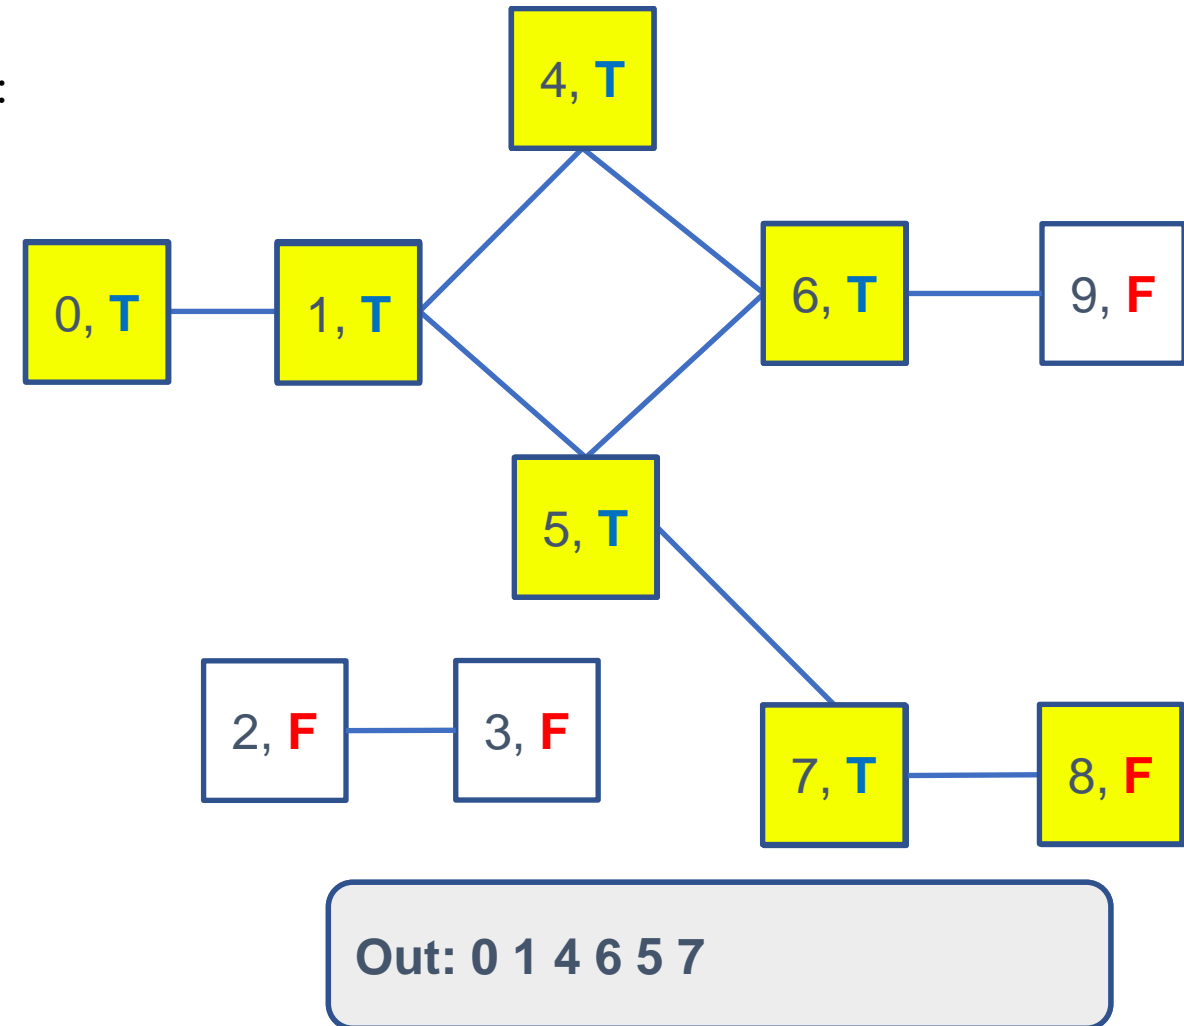 :
4, T
0, T
1, T
6, T
9, F
5, T
2, F
3, F
7, T
8, F
Out: 0 1 4 6 5 7